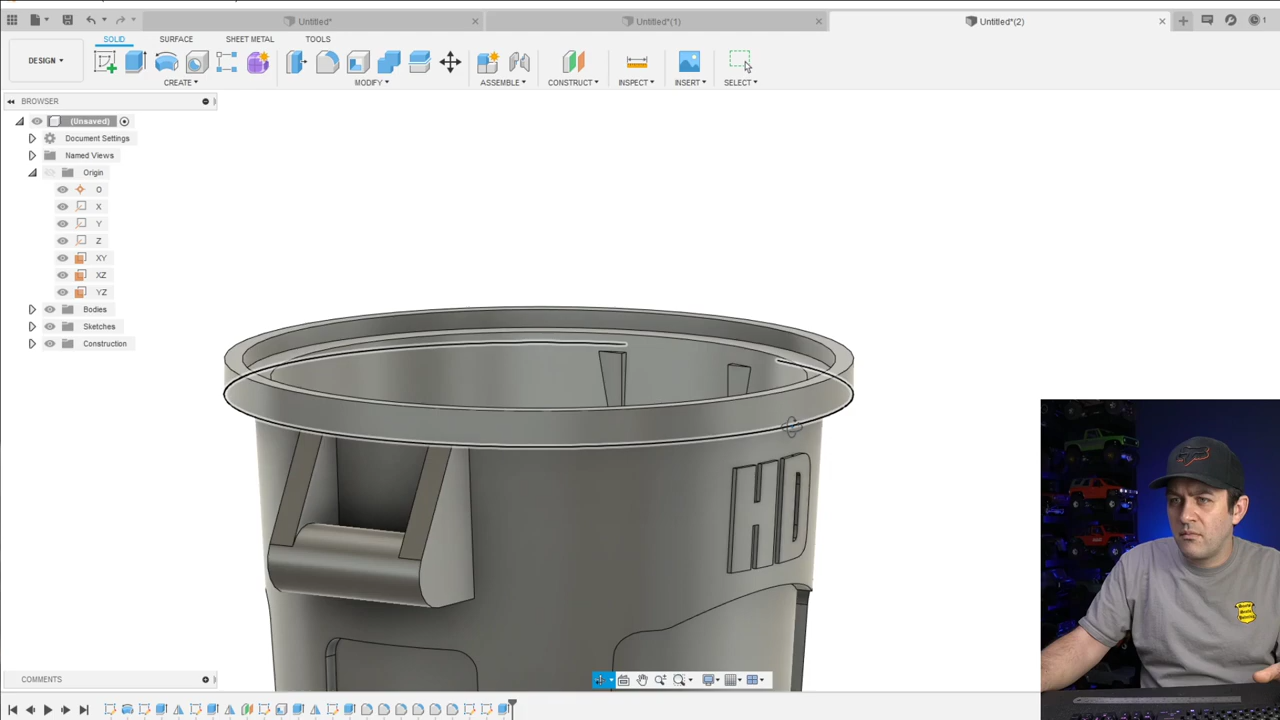 Untitled*
Untitled*(1)
Untitled*(2)
1
DESIGN
SOLID
SURFACE
SHEET METAL
TOOLS
CREATE
MODIFY
ASSEMBLE
CONSTRUCT
INSPECT
INSERT
SELECT
BROWSER
(Unsaved)
Document Settings
Named Views
Origin
O
X
Y
Z
XY
XZ
YZ
Bodies
Sketches
Construction
HD
COMMENTS